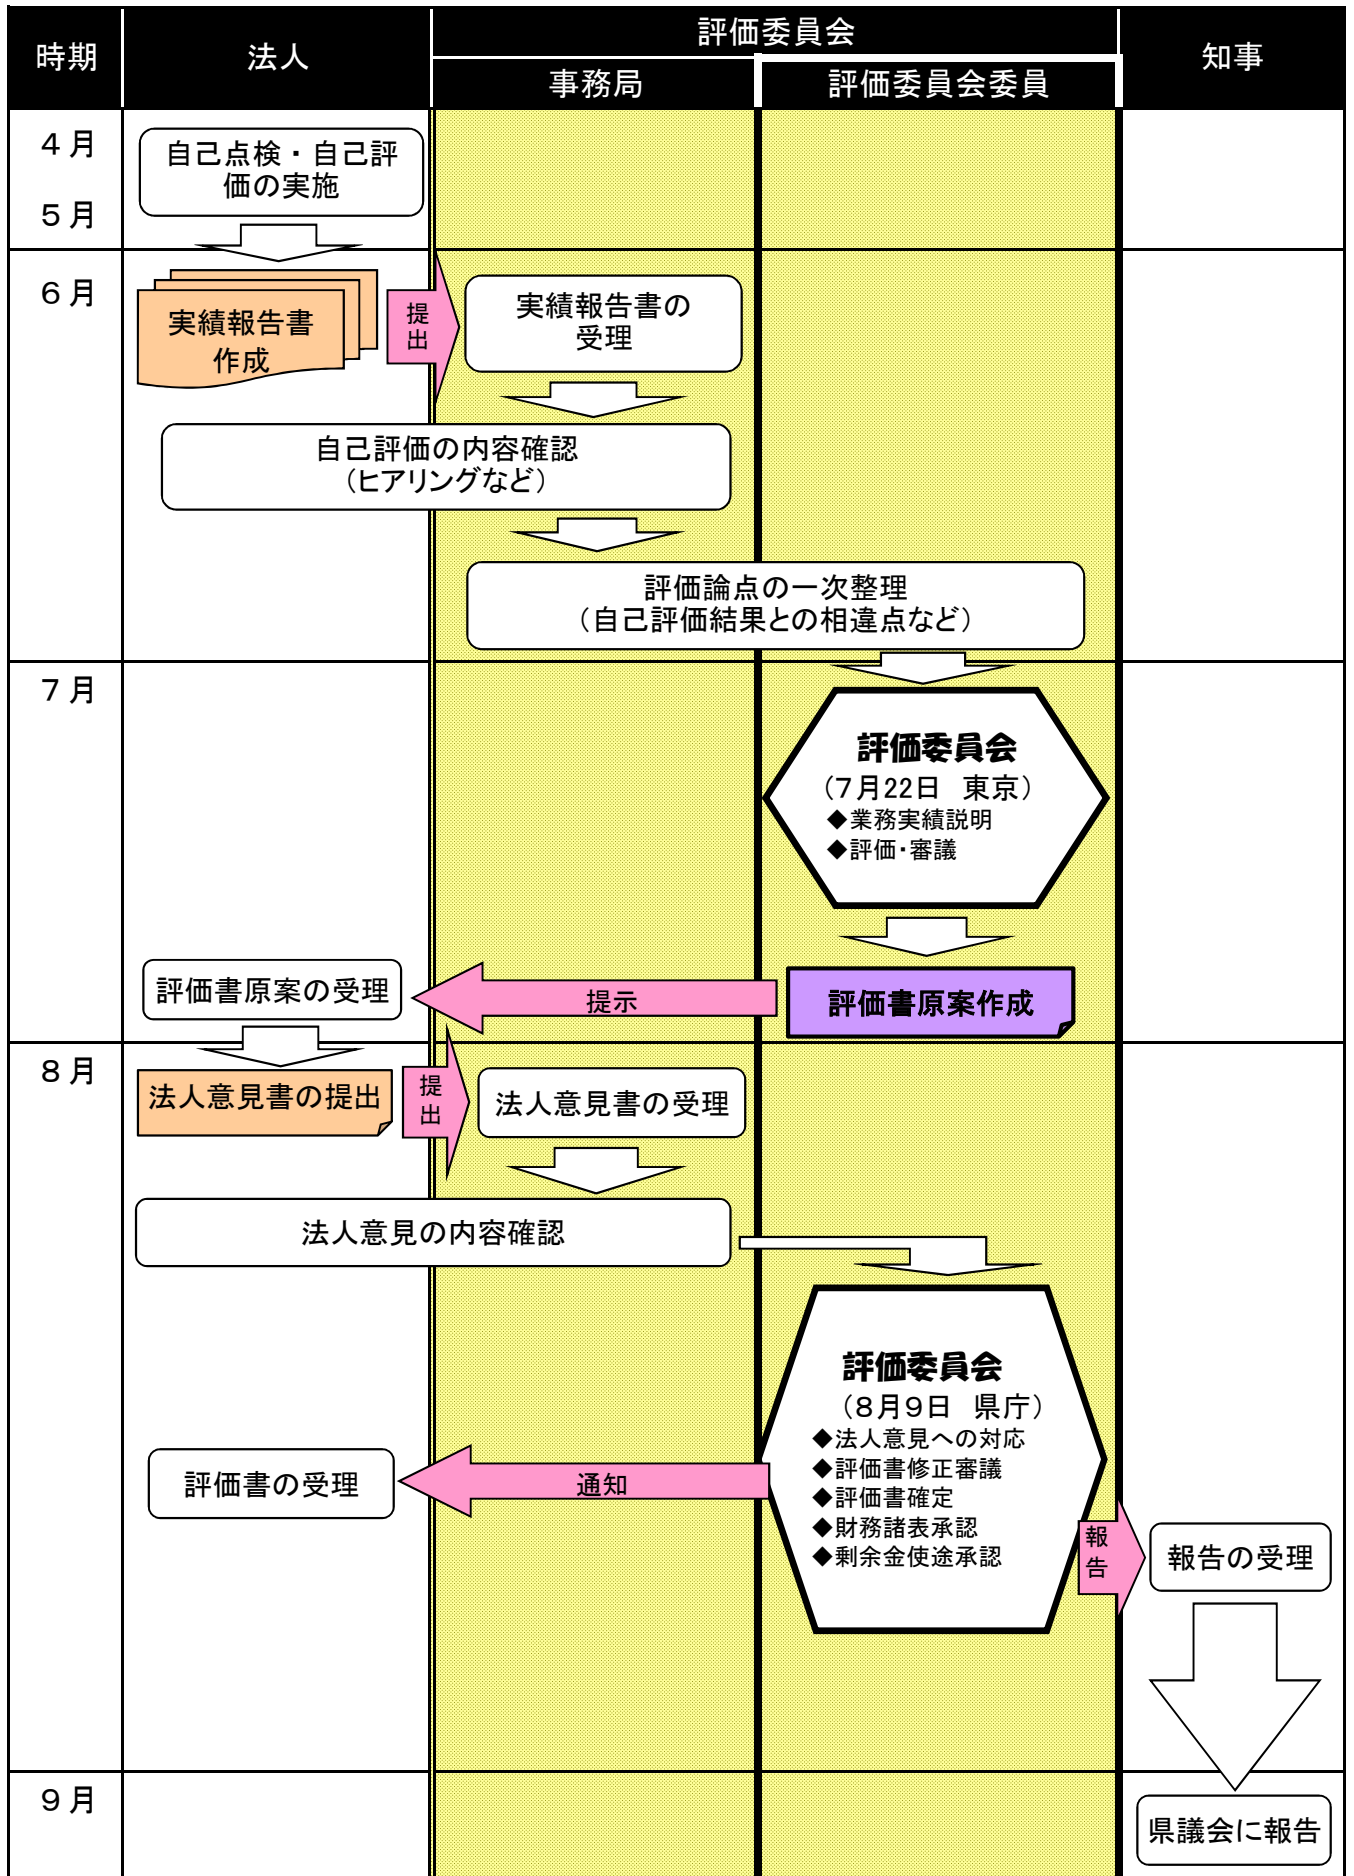 時期
法人
評価委員会
事務局
評価委員会委員
知事
４月
５月
自己点検・自己評
価の実施
６月
実績報告書
作成
提
出
実績報告書の
受理
自己評価の内容確認
（ヒアリングなど）
評価論点の一次整理
（自己評価結果との相違点など）
７月
評価委員会
（7月22日　東京）
◆業務実績説明
◆評価・審議
評価書原案作成
提示
評価書原案の受理
８月
法人意見書の提出
提
出
法人意見書の受理
法人意見の内容確認
評価委員会
（8月9日　県庁）
◆法人意見への対応
◆評価書修正審議
◆評価書確定
◆財務諸表承認
◆剰余金使途承認
通知
評価書の受理
報
告
報告の受理
９月
県議会に報告